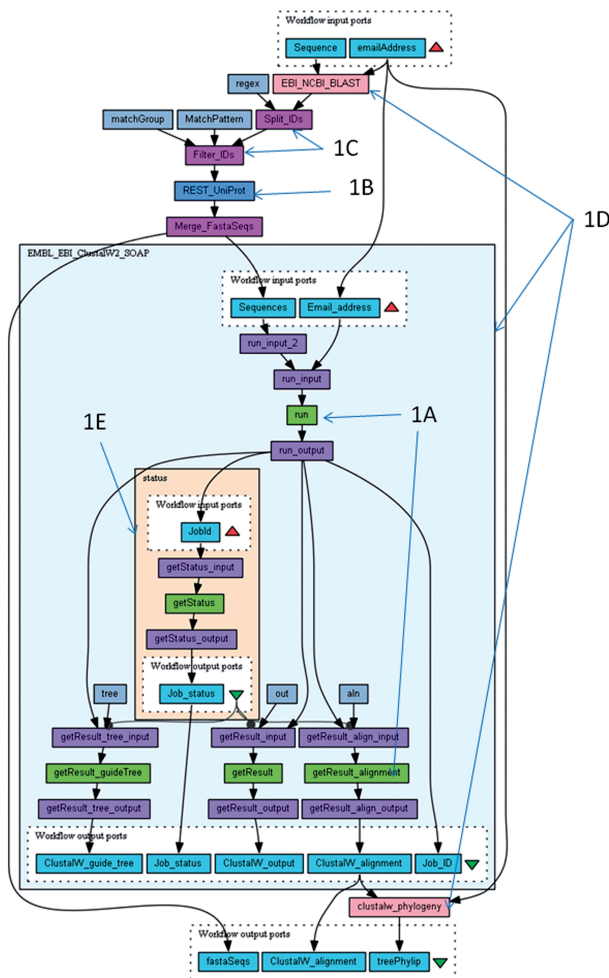 Workflow input ports
Sequence emailAddress
regex EBI_NCBI_BLAST
matchGroup MatchPattern Split_IDs
1C
Filter_IDs
REST_UniProt
1B
Merge_FastaSeqs
1D
EMBL_EBI_ClustalW2_SOAP
Workflow input ports
Sequences Email_address
run_input_2
run_input
run
1A
1E
run_output
status
Workflow input ports
JobId
getStatus_input
getStatus
getStatus_output
Workflow output ports
tree Job_status out aln
getResult_tree_input getResult_input getResult_align_input
getResult_guideTree getResult getResult_alignment
getResult_tree_output getResult_output getResult_align_output
Workflow output ports
ClustalW_guide_tree Job_status ClustalW_output ClustalW_alignment Job_ID
clustalw_phylogeny
Workflow output ports
fastaSeqs ClustalW_alignment treePhylip